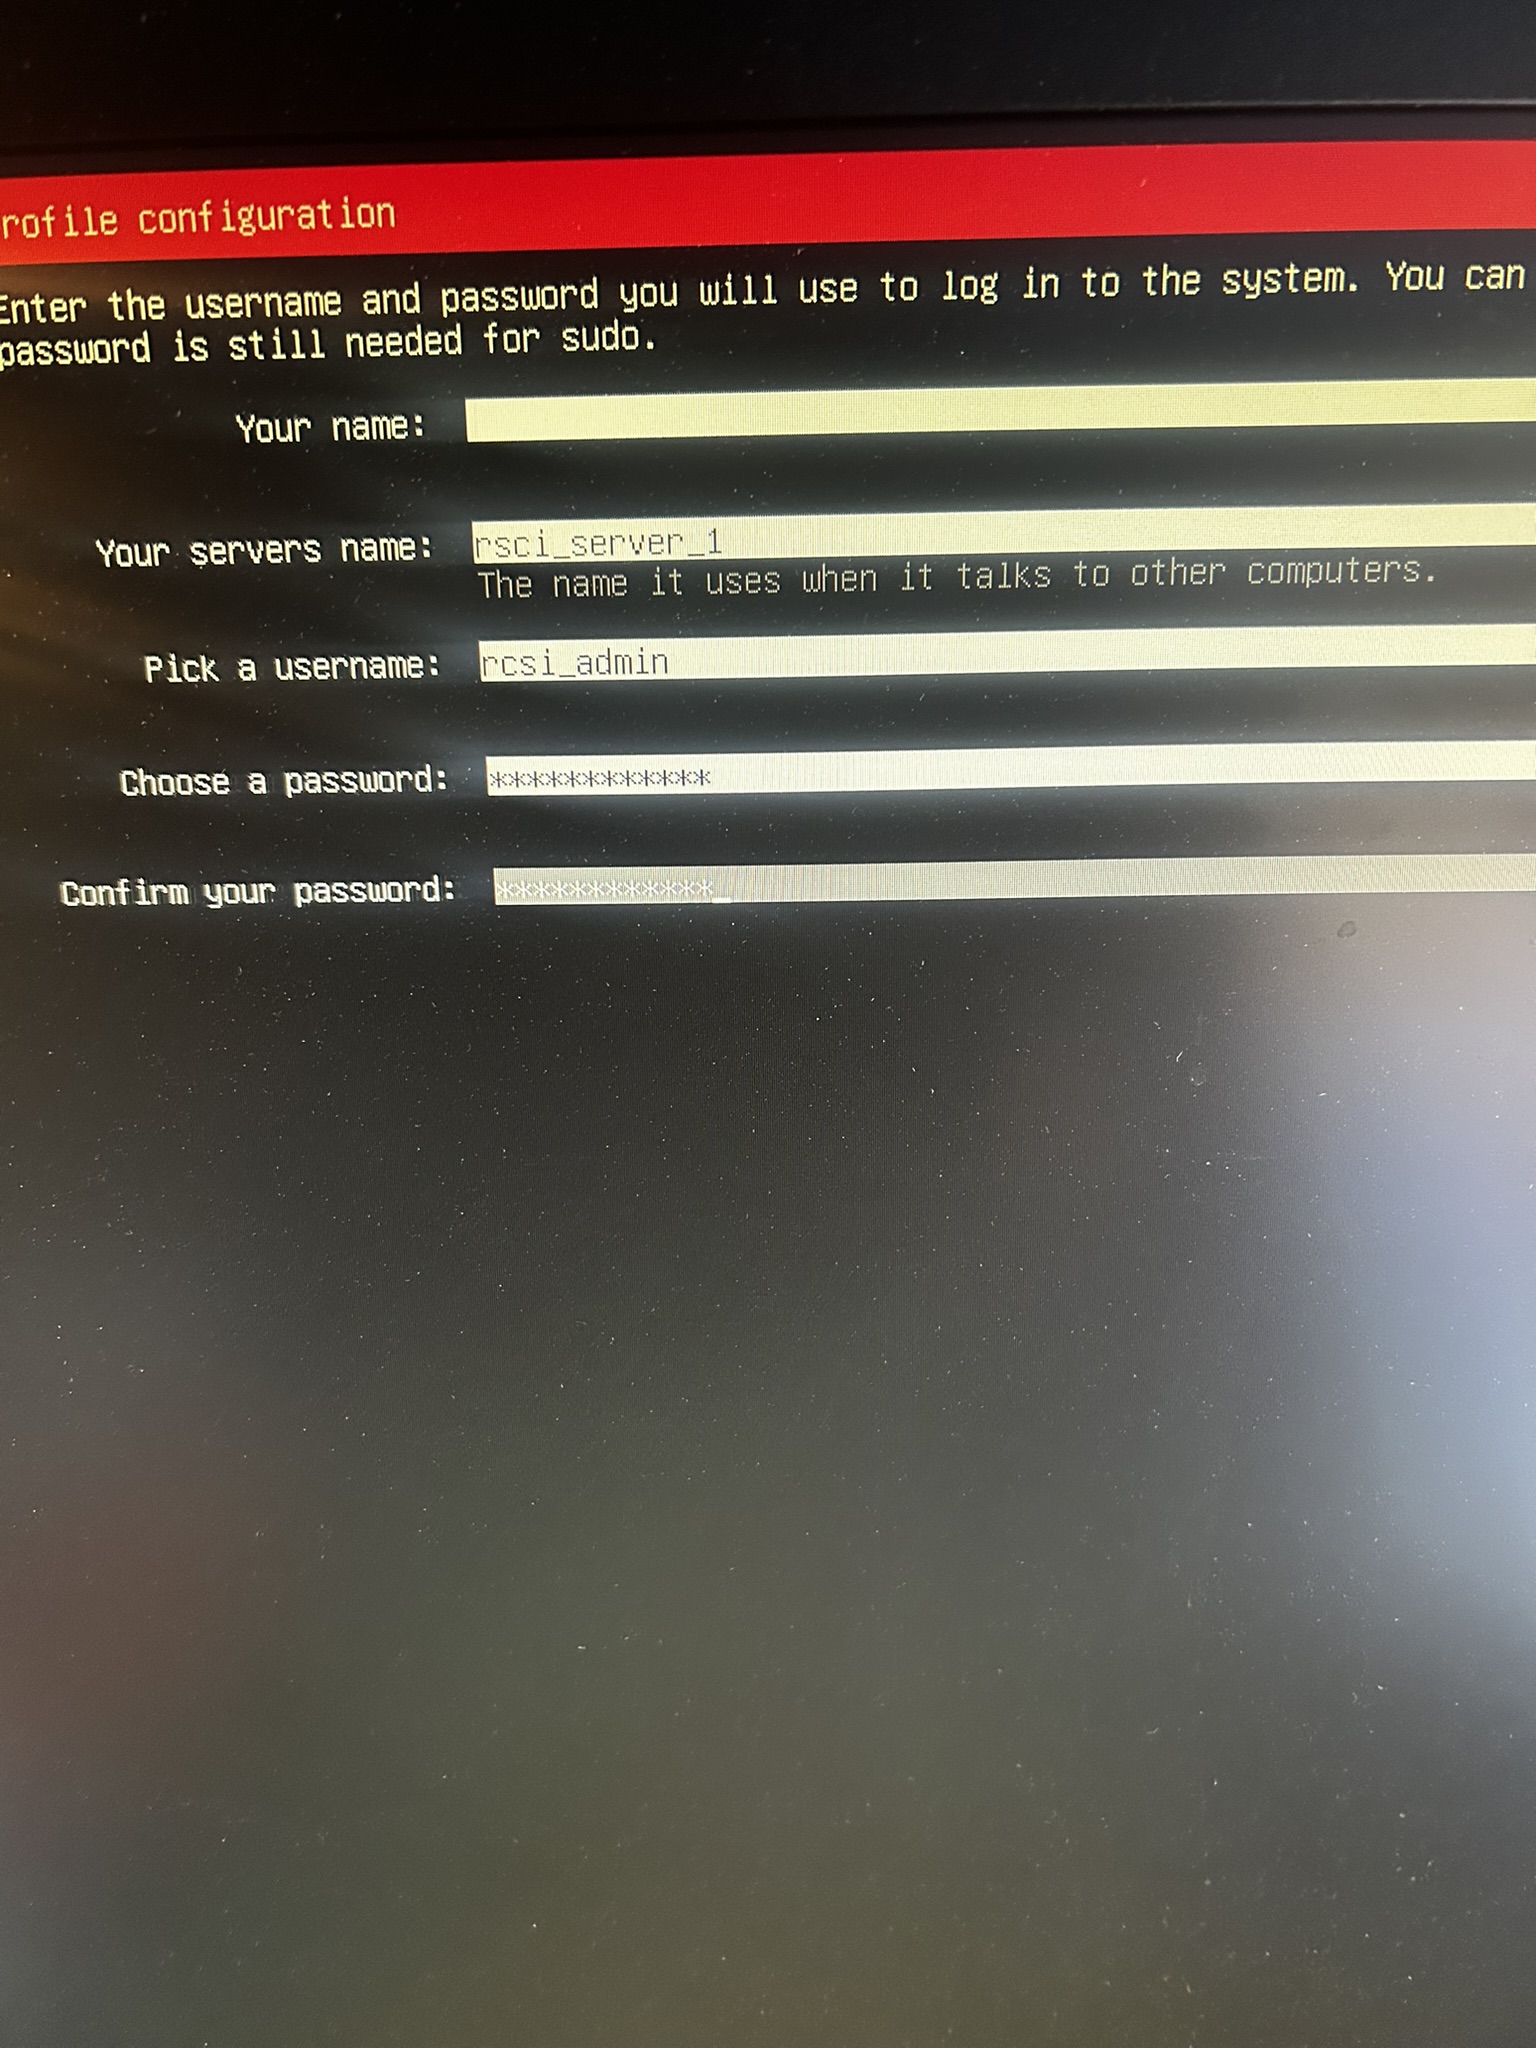 rofile configuration
Enter the username and password you will use to log in to the system. You can
password is still needed for sudo.
Your name:
Your servers name: rsci_server_1
The name it uses when it talks to other computers.
Pick a username: rcsi_admin
Choose a password: ************
Confirm your password: ************_